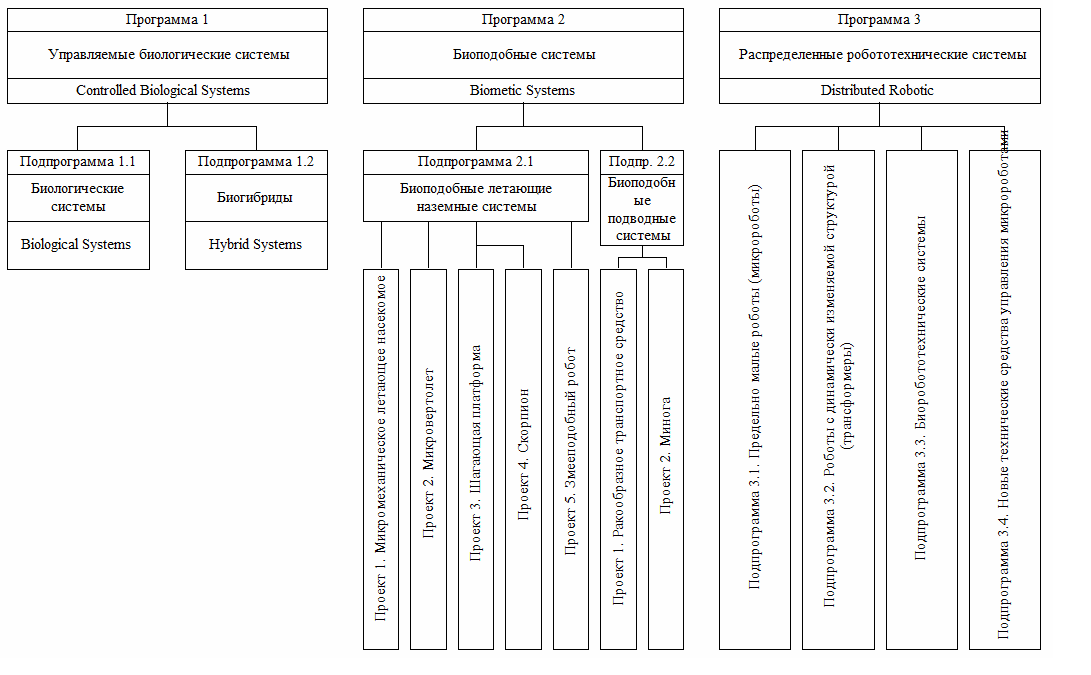 Программа 1
Управляемые биологические системы
Controlled Biological Systems
Подпрограмма 1.1
Биологические
системы
Biological Systems
Подпрограмма 1.2
Биогибриды
Hybrid Systems
Программа 2
Биоподобные системы
Biometic Systems
Подпрограмма 2.1
Биоподобные летающие
наземные системы
Проект 1. Микромеханическое летающее насекомое
Проект 2. Микровертолет
Проект 3. Шагающая платформа
Проект 4. Скорпион
Проект 5. Змееподобный робот
Подпр. 2.2
Биоподобн
ые
подводные
системы
Проект 1. Ракообразное транспортное средство
Проект 2. Минога
Программа 3
Распределенные робототехнические системы
Distributed Robotic
Подпрограмма 3.1. Предельно малые роботы (микророботы)
Подпрограмма 3.2. Роботы с динамически изменяемой структурой
(трансформеры)
Подпрограмма 3.3. Биоробототехнические системы
Подпрограмма 3.4. Новые технические средства управления микророботами